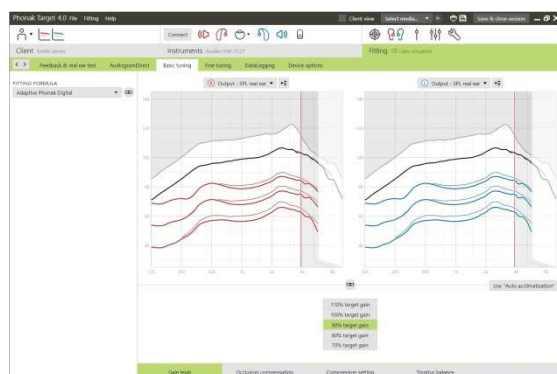 Phonak Target 4.0 File Fitting Help
Client view Select media... Save & close session
Connect
Client
Instruments
Fitting
Feedback & real ear test AudiogramDirect Basic tuning Fine tuning DataLogging Device options
FITTING FORMULA
Adaptive Phonak Digital
Output - SPL real ear
Output - SPL real ear
Use "Auto acclimatization"
110% target gain
100% target gain
90% target gain
80% target gain
70% target gain
Gain level Occlusion compensation Compression setting Tinnitus balance